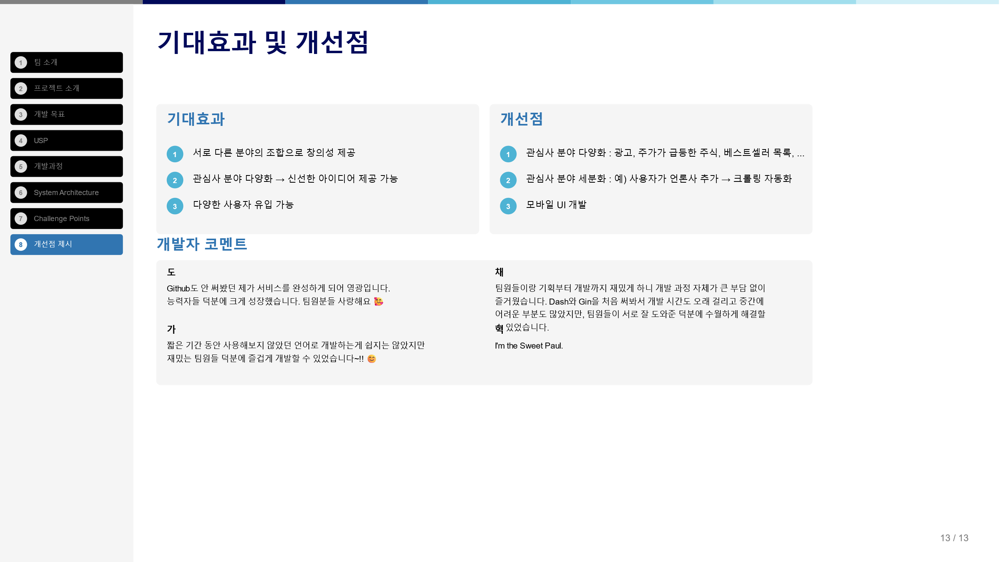 기대효과 및 개선점
1 팀 소개
2 프로젝트 소개
3 개발 목표
4 USP
5 개발과정
6 System Architecture
7 Challenge Points
8 개선점 제시
기대효과
1 서로 다른 분야의 조합으로 창의성 제공
2 관심사 분야 다양화 → 신선한 아이디어 제공 가능
3 다양한 사용자 유입 가능
개선점
1 관심사 분야 다양화 : 광고, 주가가 급등한 주식, 베스트셀러 목록, ...
2 관심사 분야 세분화 : 예) 사용자가 언론사 추가 → 크롤링 자동화
3 모바일 UI 개발
개발자 코멘트
도
Github도 안 써봤던 제가 서비스를 완성하게 되어 영광입니다.
능력자들 덕분에 크게 성장했습니다. 팀원분들 사랑해요 🥰
가
짧은 기간 동안 사용해보지 않았던 언어로 개발하는게 쉽지는 않았지만
재밌는 팀원들 덕분에 즐겁게 개발할 수 있었습니다~!! 😊
채
팀원들이랑 기획부터 개발까지 재밌게 하니 개발 과정 자체가 큰 부담 없이
즐거웠습니다. Dash와 Gin을 처음 써봐서 개발 시간도 오래 걸리고 중간에
어려운 부분도 많았지만, 팀원들이 서로 잘 도와준 덕분에 수월하게 해결할
수 있었습니다.
혁
I'm the Sweet Paul.
13 / 13